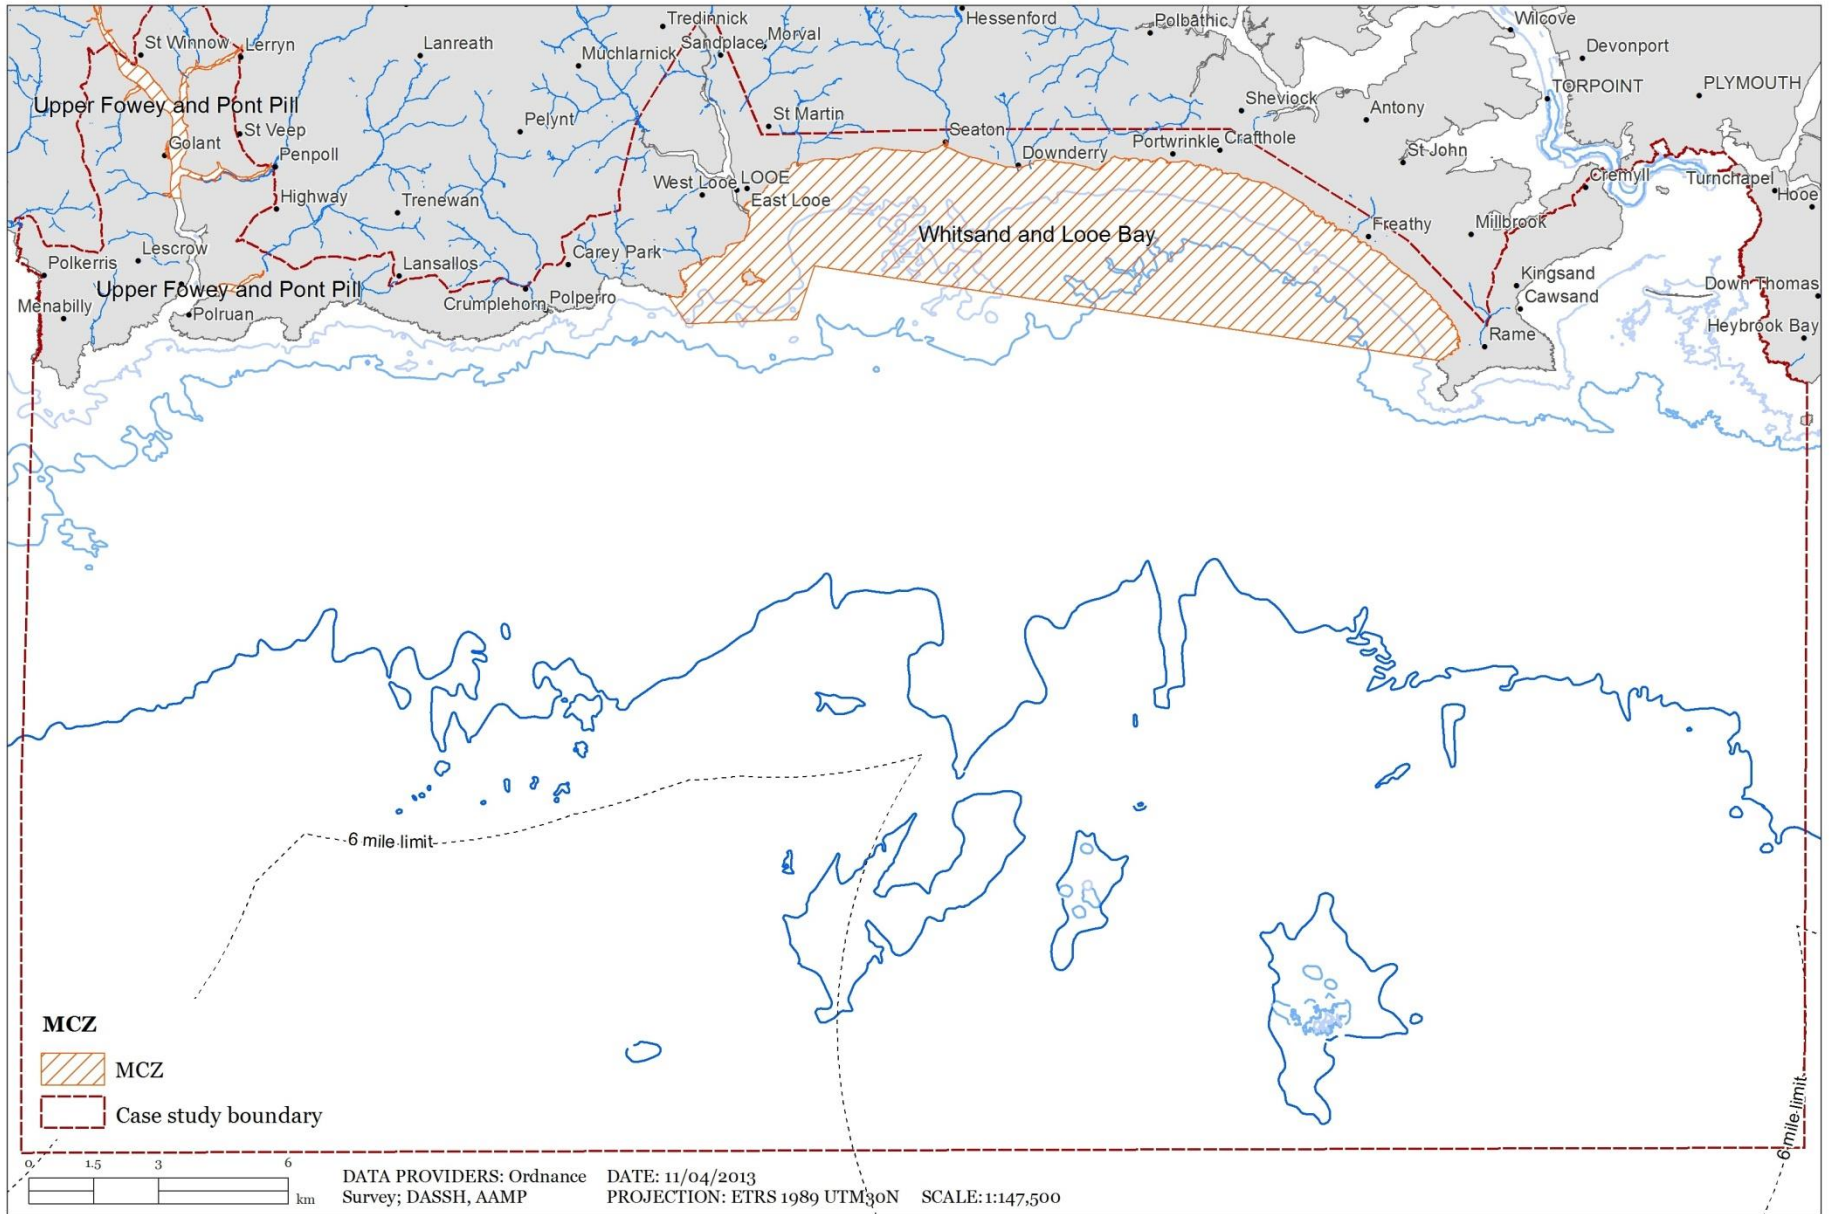 Tredinnick
Hessenford
Polbathic
Wilcove
St Winnow
Lerryn
Lanreath
Muchlarnick
Sandplace
Morval
Devonport
Upper Fowey and Pont Pill
TORPOINT
PLYMOUTH
Sheviock
Antony
Pelynt
St Martin
Golant
St Veep
Seaton
Portwrinkle
Crafthole
Penpoll
Downderry
St John
Cremyll
Turnchapel
Hooe
Highway
Trenewan
West Looe
LOOE
East Looe
Whitsand and Looe Bay
Freathy
Millbrook
Lescrow
Polkerris
Lansallos
Carey Park
Kingsand
Cawsand
Down Thomas
Upper Fowey and Pont Pill
Menabilly
Polruan
Crumplehorn
Polperro
Rame
Heybrook Bay
6 mile limit
6 mile limit
MCZ
MCZ
Case study boundary
0 1.5 3 6
km
DATA PROVIDERS: Ordnance
Survey; DASSH, AAMP
DATE: 11/04/2013
PROJECTION: ETRS 1989 UTM30N SCALE: 1:147,500